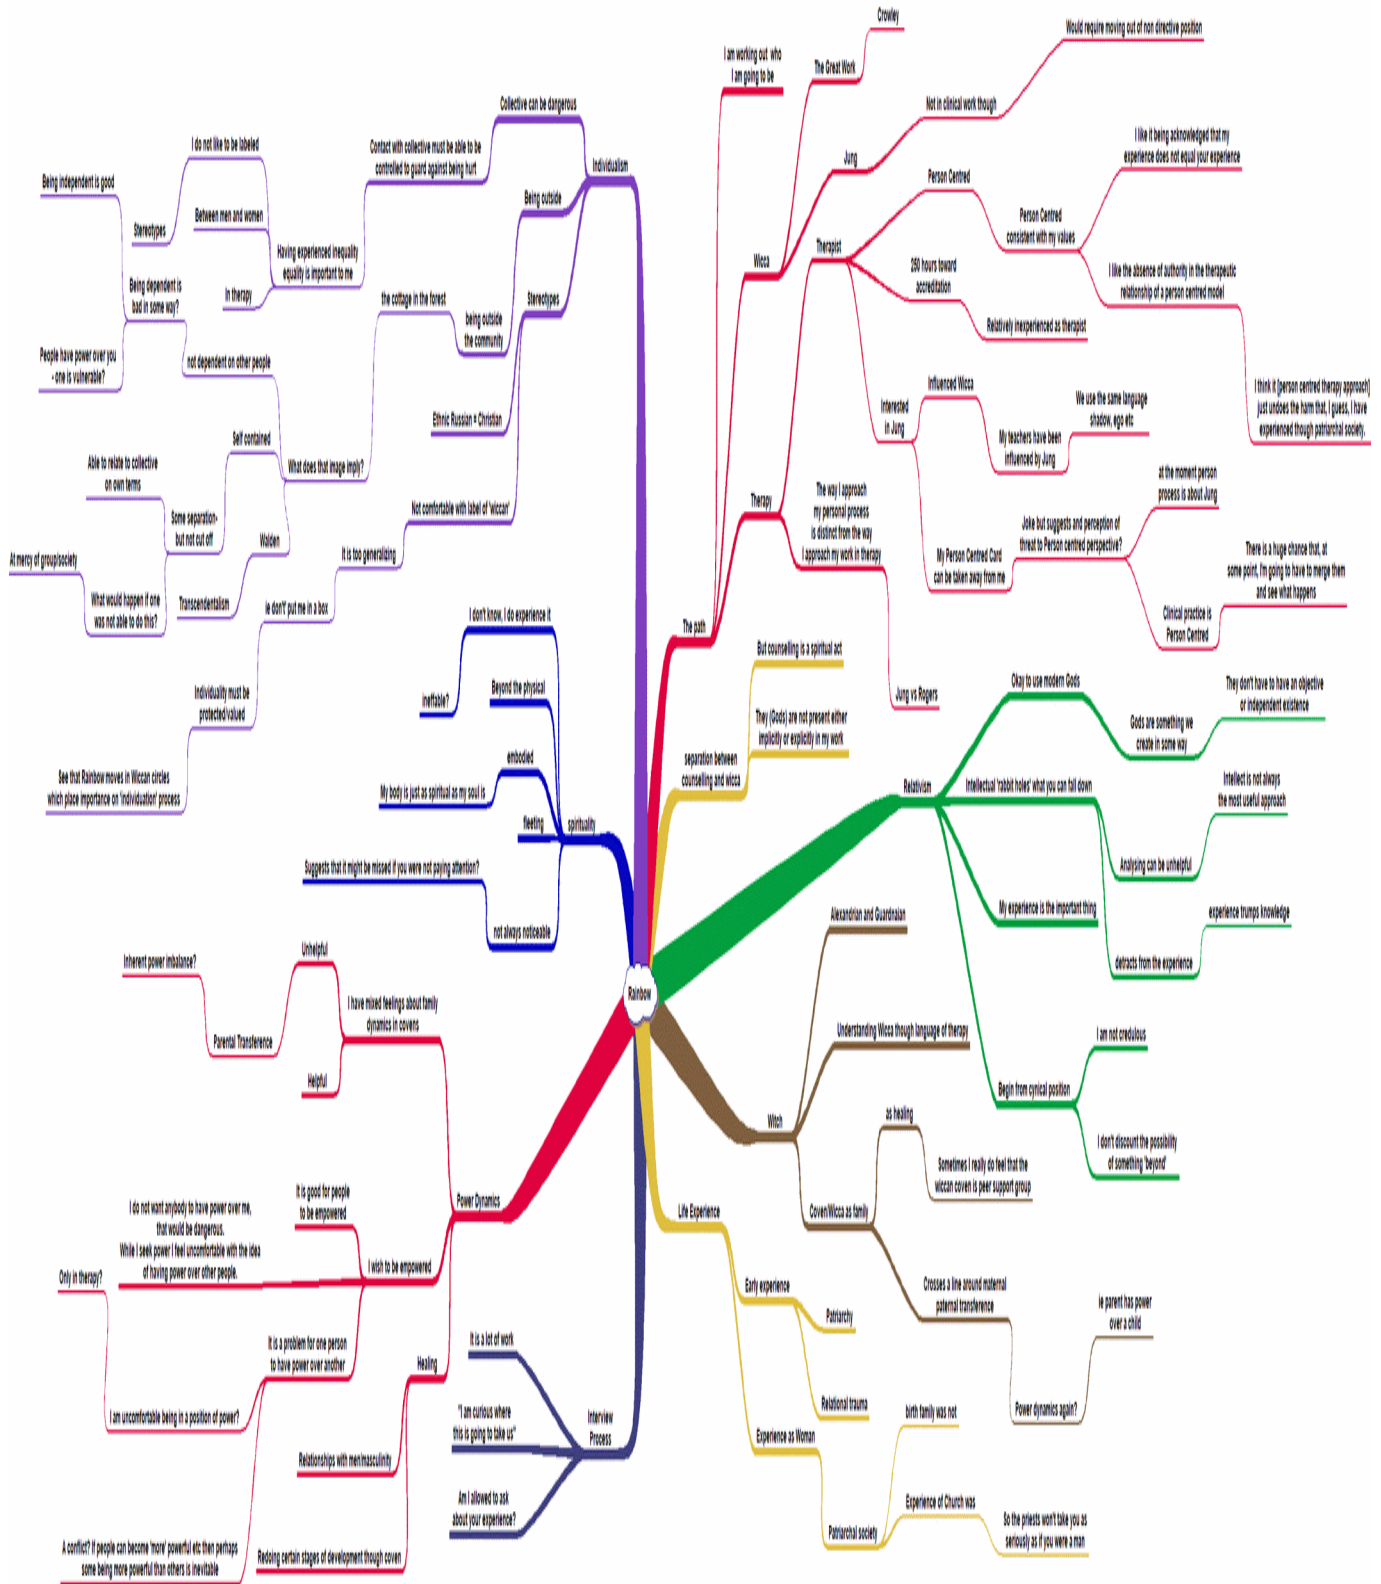 Rainbow
Individualism
Collective can be dangerous
Contact with collective must be able to be
controlled to guard against being hurt
Having experienced inequality
equality is important to me
I do not like to be labeled
Stereotypes
Between men and women
In therapy
Being outside
being outside
the community
the cottage in the forest
What does that image imply?
not dependent on other people
Being dependent is
bad in some way?
Being independent is good
People have power over you
- one is vulnerable?
Self contained
Some separation-
but not cut off
Able to relate to collective
on own terms
What would happen if one
was not able to do this?
At mercy of group/society
Walden
Transcendentalism
Stereotypes
Ethnic Russian = Christian
Not comfortable with label of 'wiccan'
It is too generalizing
ie don't' put me in a box
Individuality must be
protected/valued
See that Rainbow moves in Wiccan circles
which place importance on 'individuation' process
spirituality
I don't know, I do experience it
ineffable?
Beyond the physical
embodied
My body is just as spiritual as my soul is
fleeting
not always noticeable
Suggests that it might be missed if you were not paying attention?
Power Dynamics
I have mixed feelings about family
dynamics in covens
Unhelpful
Parental Transference
Inherent power imbalance?
Helpful
I wish to be empowered
It is good for people
to be empowered
I do not want anybody to have power over me,
that would be dangerous.
While I seek power I feel uncomfortable with the idea
of having power over other people.
It is a problem for one person
to have power over another
I am uncomfortable being in a position of power?
Only in therapy?
A conflict? If people can become 'more' powerful etc then perhaps
some being more powerful than others is inevitable
Healing
Relationships with men/masculinity
Redoing certain stages of development though coven
Interview
Process
It is a lot of work
"I am curious where
this is going to take us"
Am I allowed to ask
about your experience?
The path
I am working out who
I am going to be
Wicca
The Great Work
Crowley
Jung
Not in clinical work though
Would require moving out of non directive position
Therapy
Therapist
Person Centred
Person Centred
consistent with my values
I like it being acknowledged that my
experience does not equal your experience
I like the absence of authority in the therapeutic
relationship of a person centred model
I think it [person centred therapy approach]
just undoes the harm that, I guess, I have
experienced though patriarchal society.
250 hours toward
accreditation
Relatively inexperienced as therapist
Interested
in Jung
Influenced Wicca
My teachers have been
influenced by Jung
We use the same language
shadow, ego etc
My Person Centred Card
can be taken away from me
Joke but suggests and perception of
threat to Person centred perspective?
at the moment person
process is about Jung
Clinical practice is
Person Centred
There is a huge chance that, at
some point, I'm going to have to merge them
and see what happens
The way I approach
my personal process
is distinct from the way
I approach my work in therapy
Jung vs Rogers
separation between
counselling and wicca
But counselling is a spiritual act
They (Gods) are not present either
implicitly or explicitly in my work
Relativism
Okay to use modern Gods
Gods are something we
create in some way
They don't have to have an objective
or independent existence
Intellectual 'rabbit holes' what you can fall down
Analysing can be unhelpful
Intellect is not always
the most useful approach
detracts from the experience
experience trumps knowledge
My experience is the important thing
Begin from cynical position
I am not credulous
I don't discount the possibility
of something 'beyond'
Witch
Alexandrian and Guardnaian
Understanding Wicca though language of therapy
Coven/Wicca as family
as healing
Sometimes I really do feel that the
wiccan coven is peer support group
Crosses a line around maternal
paternal transference
Power dynamics again?
ie parent has power
over a child
Life Experience
Early experience
Patriarchy
Relational trauma
Experience as Woman
Patriarchal society
birth family was not
Experience of Church was
So the priests won't take you as
seriously as if you were a man